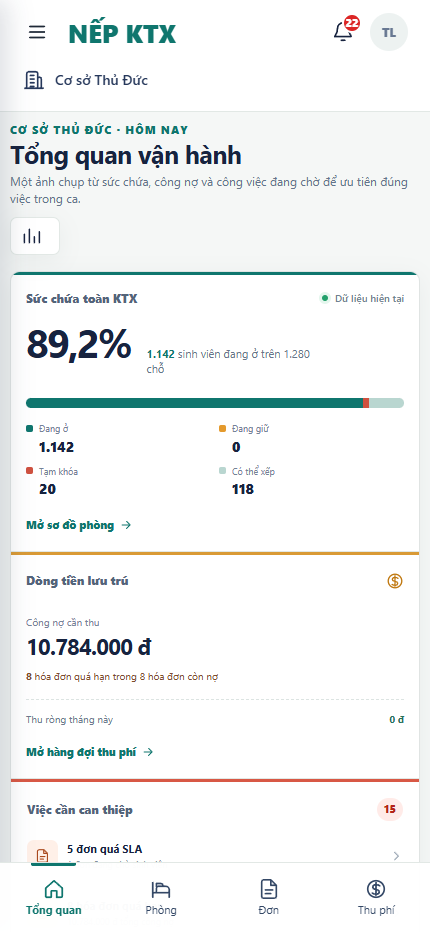 NẾP KTX
22
TL
Cơ sở Thủ Đức
CƠ SỞ THỦ ĐỨC · HÔM NAY
Tổng quan vận hành
Một ảnh chụp từ sức chứa, công nợ và công việc đang chờ để ưu tiên đúng
việc trong ca.
Sức chứa toàn KTX
Dữ liệu hiện tại
89,2%
1.142 sinh viên đang ở trên 1.280
chỗ
Đang ở
1.142
Đang giữ
0
Tạm khóa
20
Có thể xếp
118
Mở sơ đồ phòng
Dòng tiền lưu trú
Công nợ cần thu
10.784.000 đ
8 hóa đơn quá hạn trong 8 hóa đơn còn nợ
Thu ròng tháng này
0 đ
Mở hàng đợi thu phí
Việc cần can thiệp
15
5 đơn quá SLA
Tổng quan
Phòng
Đơn
Thu phí